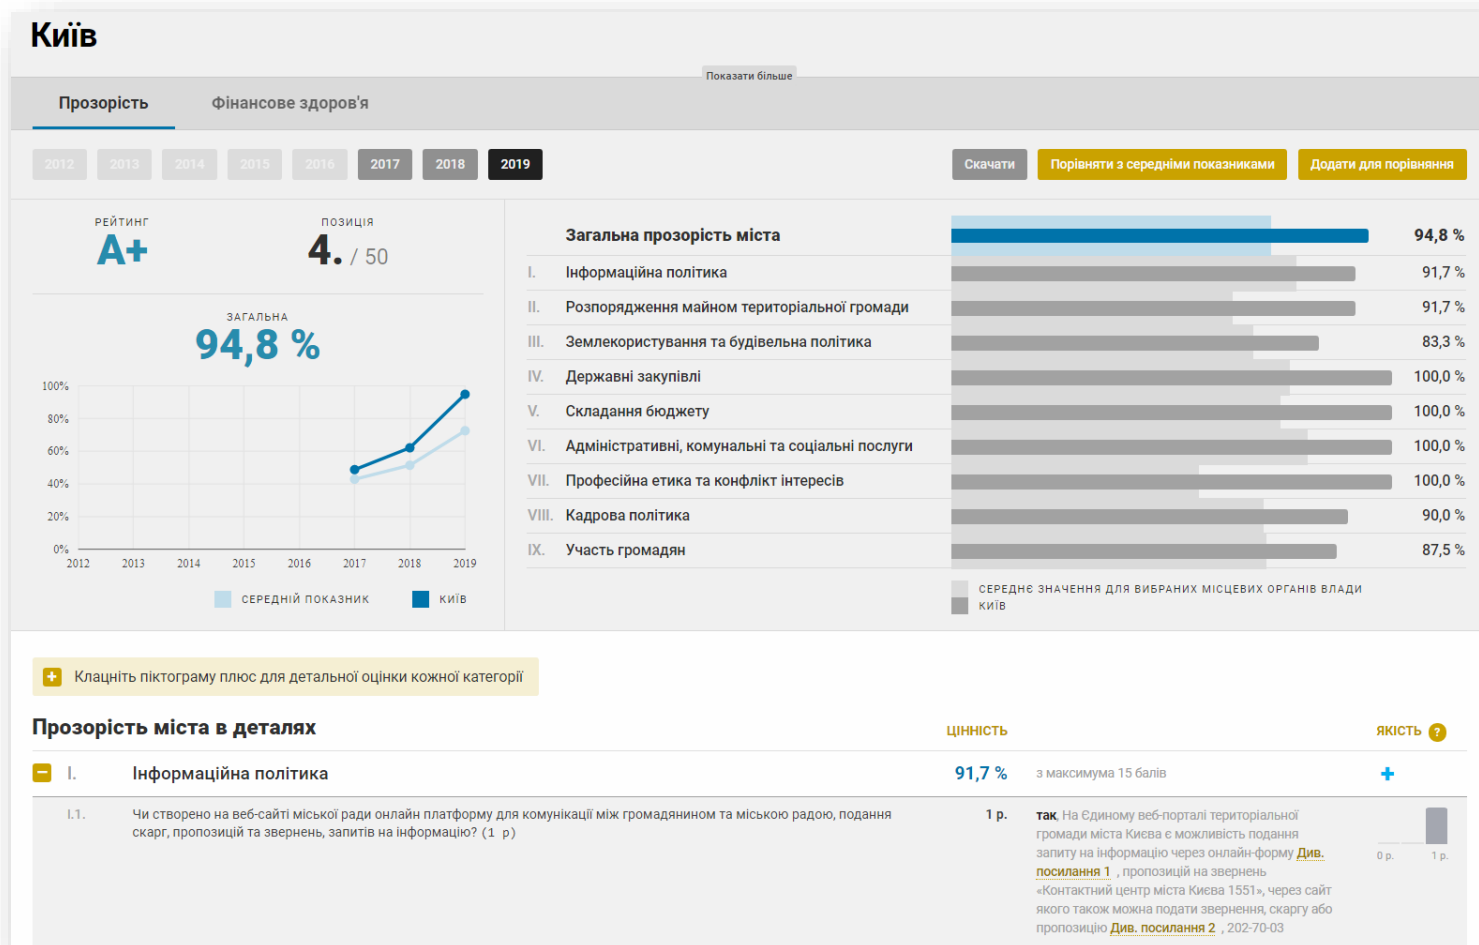 Київ
Показати більше
Прозорість
Фінансове здоров'я
2012
2013
2014
2015
2016
2017
2018
2019
Скачати
Порівняти з середніми показниками
Додати для порівняння
РЕЙТИНГ
A+
ПОЗИЦІЯ
4. / 50
ЗАГАЛЬНА
94,8 %
100%
80%
60%
40%
20%
0%
2012 2013 2014 2015 2016 2017 2018 2019
СЕРЕДНІЙ ПОКАЗНИК КИЇВ
Загальна прозорість міста 94,8 %
I. Інформаційна політика 91,7 %
II. Розпорядження майном територіальної громади 91,7 %
III. Землекористування та будівельна політика 83,3 %
IV. Державні закупівлі 100,0 %
V. Складання бюджету 100,0 %
VI. Адміністративні, комунальні та соціальні послуги 100,0 %
VII. Професійна етика та конфлікт інтересів 100,0 %
VIII. Кадрова політика 90,0 %
IX. Участь громадян 87,5 %
СЕРЕДНЄ ЗНАЧЕННЯ ДЛЯ ВИБРАНИХ МІСЦЕВИХ ОРГАНІВ ВЛАДИ
КИЇВ
Клацніть піктограму плюс для детальної оцінки кожної категорії
Прозорість міста в деталях ЦІННІСТЬ ЯКІСТЬ ?
I. Інформаційна політика 91,7 % з максимума 15 балів
I.1. Чи створено на веб-сайті міської ради онлайн платформу для комунікації між громадянином та міською радою, подання
скарг, пропозицій та звернень, запитів на інформацію? (1 р)
1 р.
так, На Єдиному веб-порталі територіальної
громади міста Києва є можливість подання
запиту на інформацію через онлайн-форму Див.
посилання 1 , пропозицій на звернень
«Контактний центр міста Києва 1551», через сайт
якого також можна подати звернення, скаргу або
пропозицію Див. посилання 2 , 202-70-03
0 р. 1 р.